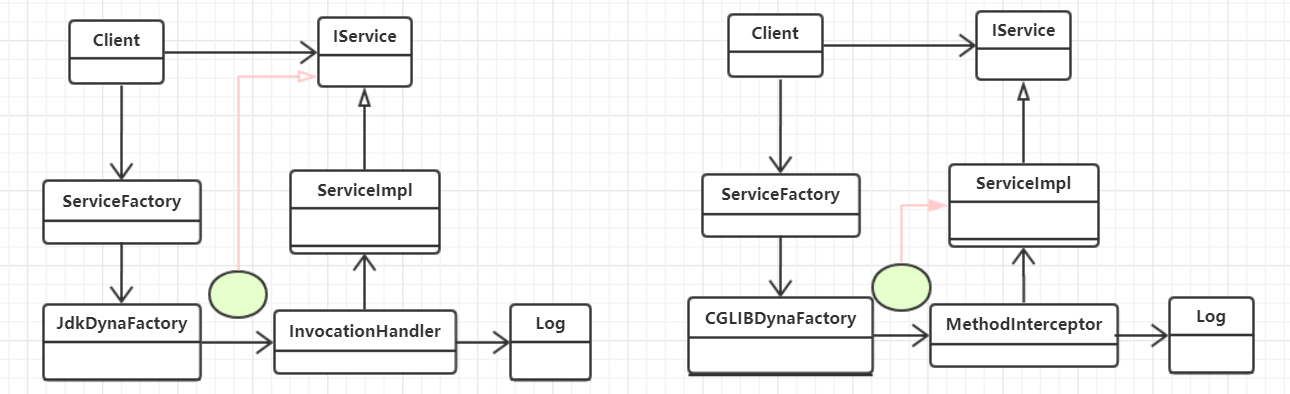 Client
IService
ServiceFactory
ServiceImpl
JdkDynaFactory
InvocationHandler
Log
Client
IService
ServiceFactory
ServiceImpl
CGLIBDynaFactory
MethodInterceptor
Log